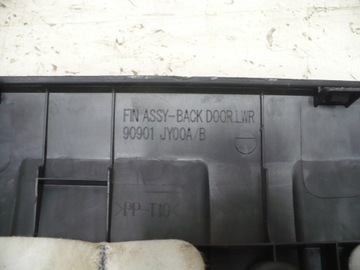 FIN ASSY-BACK DOOR.LWR
90901 JY00A/B
>PP-T10<